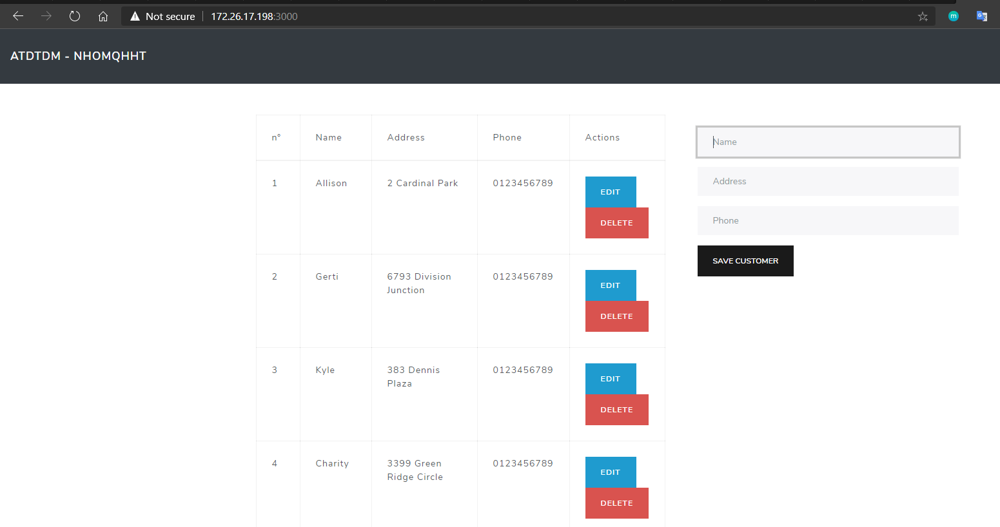 Not secure | 172.26.17.198:3000
ATDTDM - NHOMQHHT
n° Name Address Phone Actions
1 Allison 2 Cardinal Park 0123456789 EDIT
DELETE
2 Gerti 6793 Division Junction 0123456789 EDIT
DELETE
3 Kyle 383 Dennis Plaza 0123456789 EDIT
DELETE
4 Charity 3399 Green Ridge Circle 0123456789 EDIT
DELETE
Name
Address
Phone
SAVE CUSTOMER